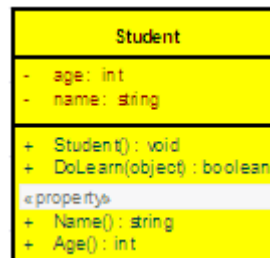 Student
- age: int
- name: string
+ Student() : void
+ DoLearn(object) : boolean
«property»
+ Name() : string
+ Age() : int